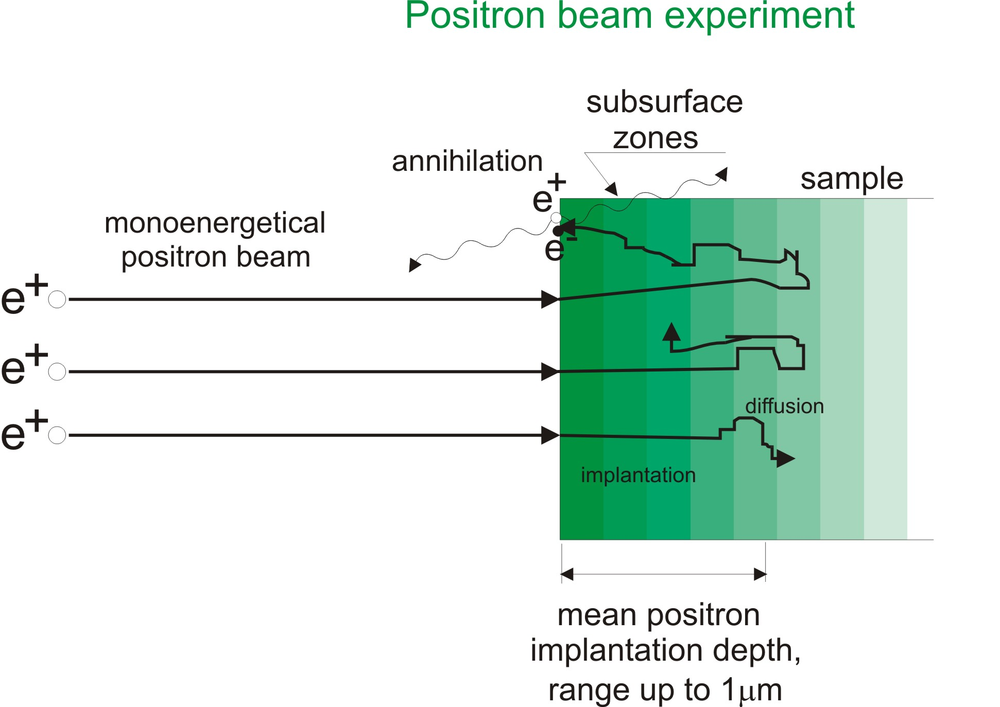 Positron beam experiment
subsurface
zones
annihilation
sample
e+
e-
monoenergetical
positron beam
e+
e+
e+
diffusion
implantation
mean positron
implantation depth,
range up to 1μm